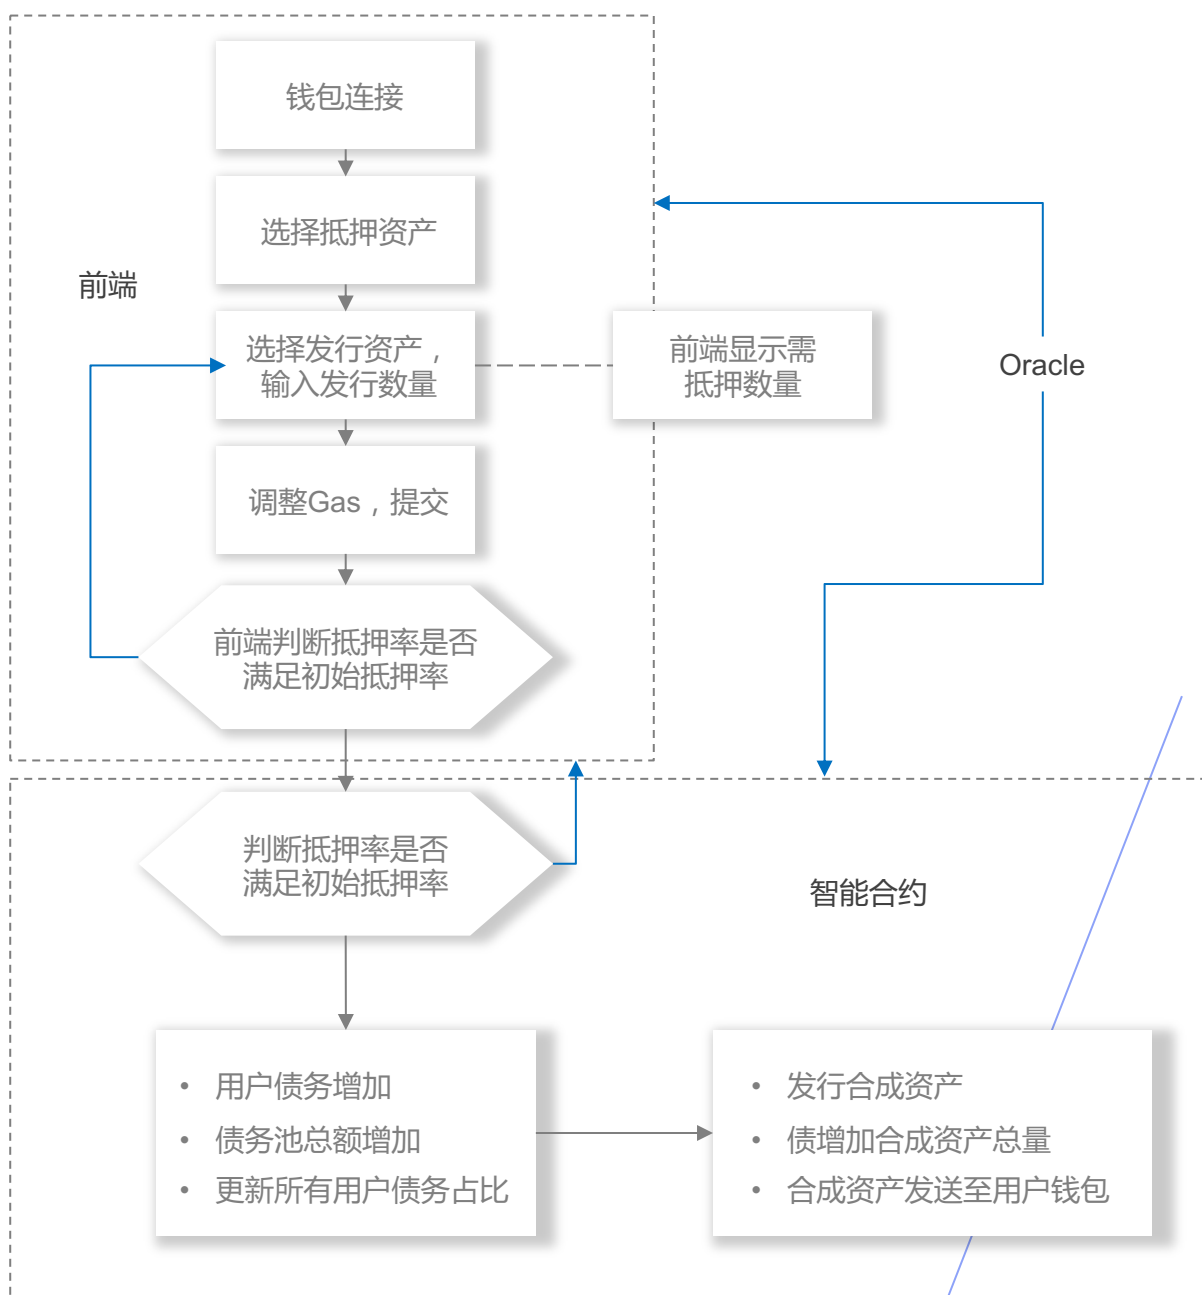 钱包连接
选择抵押资产
前端
选择发行资产，
输入发行数量
前端显示需
抵押数量
Oracle
调整Gas，提交
前端判断抵押率是否
满足初始抵押率
判断抵押率是否
满足初始抵押率
智能合约
• 用户债务增加
• 债务池总额增加
• 更新所有用户债务占比
• 发行合成资产
• 债增加合成资产总量
• 合成资产发送至用户钱包